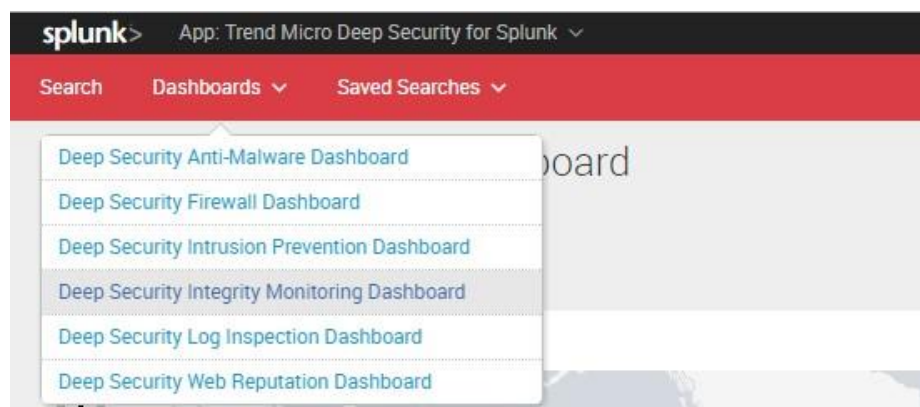 splunk> App: Trend Micro Deep Security for Splunk
Search Dashboards Saved Searches
Deep Security Anti-Malware Dashboard
Deep Security Firewall Dashboard
Deep Security Intrusion Prevention Dashboard
Deep Security Integrity Monitoring Dashboard
Deep Security Log Inspection Dashboard
Deep Security Web Reputation Dashboard